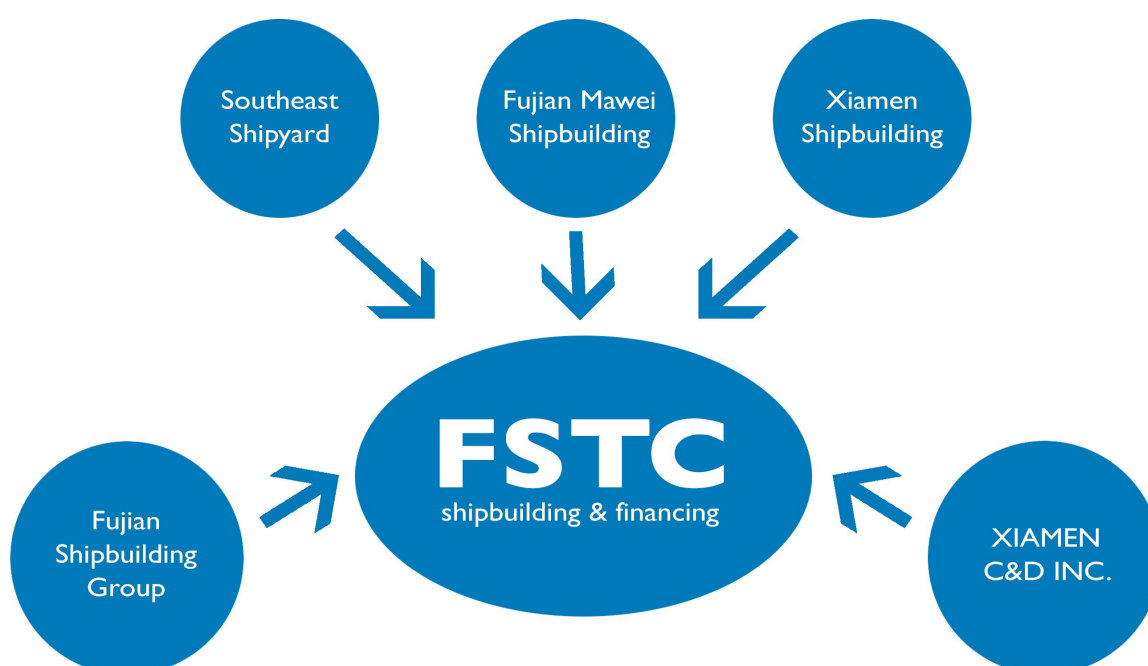 Southeast
Shipyard
Fujian Mawei
Shipbuilding
Xiamen
Shipbuilding
FSTC
shipbuilding & financing
Fujian
Shipbuilding
Group
XIAMEN
C&D INC.